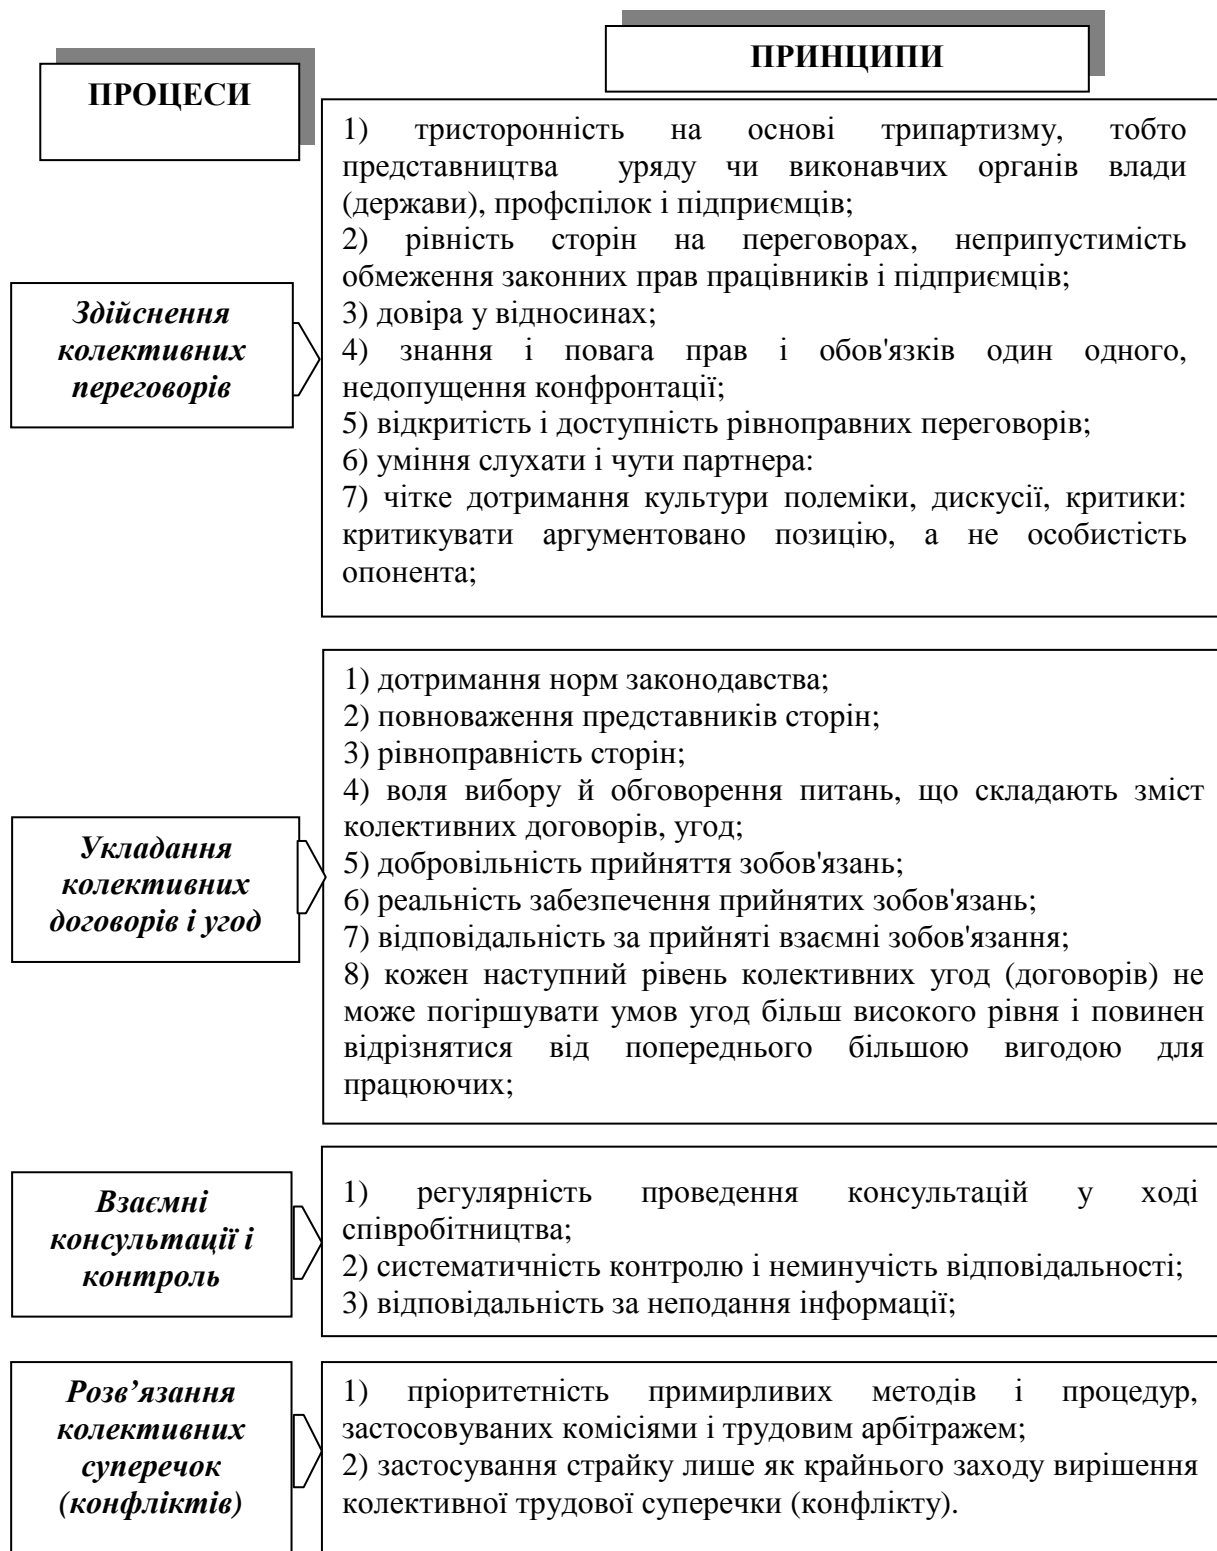 ПРОЦЕСИ
ПРИНЦИПИ
Здійснення
колективних
переговорів
1) тристоронність на основі трипартизму, тобто
представництва уряду чи виконавчих органів влади
(держави), профспілок і підприємців;
2) рівність сторін на переговорах, неприпустимість
обмеження законних прав працівників і підприємців;
3) довіра у відносинах;
4) знання і повага прав і обов'язків один одного,
недопущення конфронтації;
5) відкритість і доступність рівноправних переговорів;
6) уміння слухати і чути партнера:
7) чітке дотримання культури полеміки, дискусії, критики:
критикувати аргументовано позицію, а не особистість
опонента;
Укладання
колективних
договорів і угод
1) дотримання норм законодавства;
2) повноваження представників сторін;
3) рівноправність сторін;
4) воля вибору й обговорення питань, що складають зміст
колективних договорів, угод;
5) добровільність прийняття зобов'язань;
6) реальність забезпечення прийнятих зобов'язань;
7) відповідальність за прийняті взаємні зобов'язання;
8) кожен наступний рівень колективних угод (договорів) не
може погіршувати умов угод більш високого рівня і повинен
відрізнятися від попереднього більшою вигодою для
працюючих;
Взаємні
консультації і
контроль
1) регулярність проведення консультацій у ході
співробітництва;
2) систематичність контролю і неминучість відповідальності;
3) відповідальність за неподання інформації;
Розв’язання
колективних
суперечок
(конфліктів)
1) пріоритетність примирливих методів і процедур,
застосовуваних комісіями і трудовим арбітражем;
2) застосування страйку лише як крайнього заходу вирішення
колективної трудової суперечки (конфлікту).